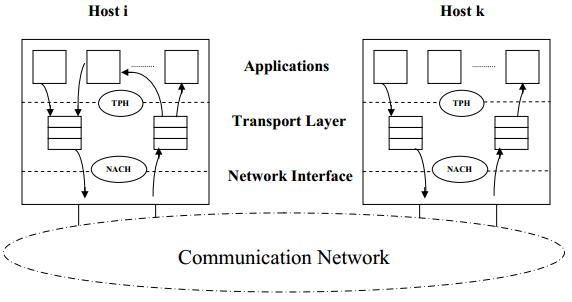 Host i
Host k
Applications
TPH
TPH
Transport Layer
NACH
NACH
Network Interface
Communication Network